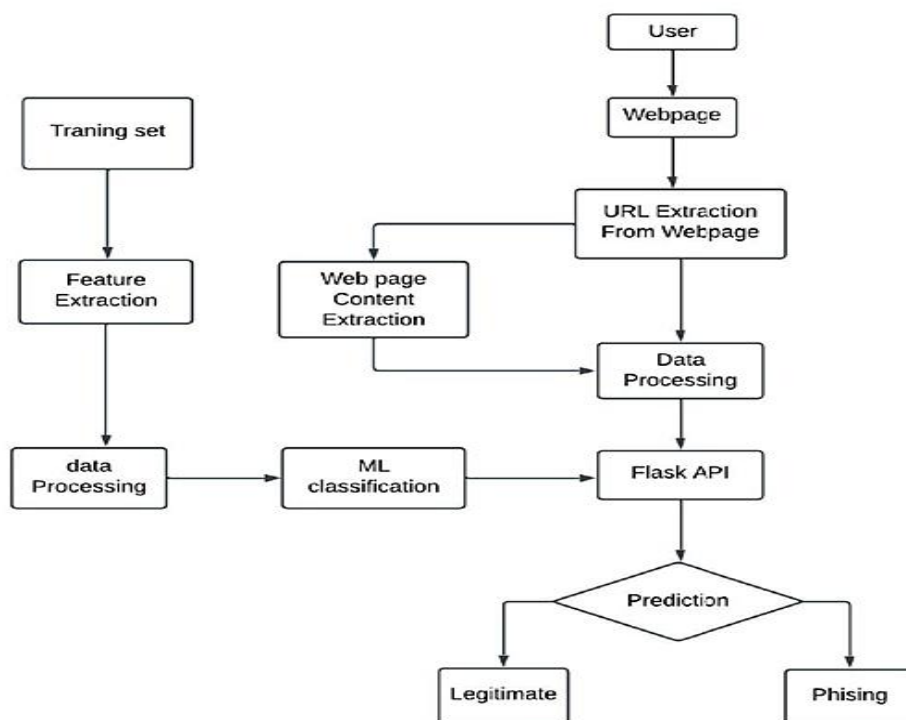 User
Webpage
Traning set
URL Extraction
From Webpage
Feature
Extraction
Web page
Content
Extraction
Data
Processing
data
Processing
ML
classification
Flask API
Prediction
Legitimate
Phising